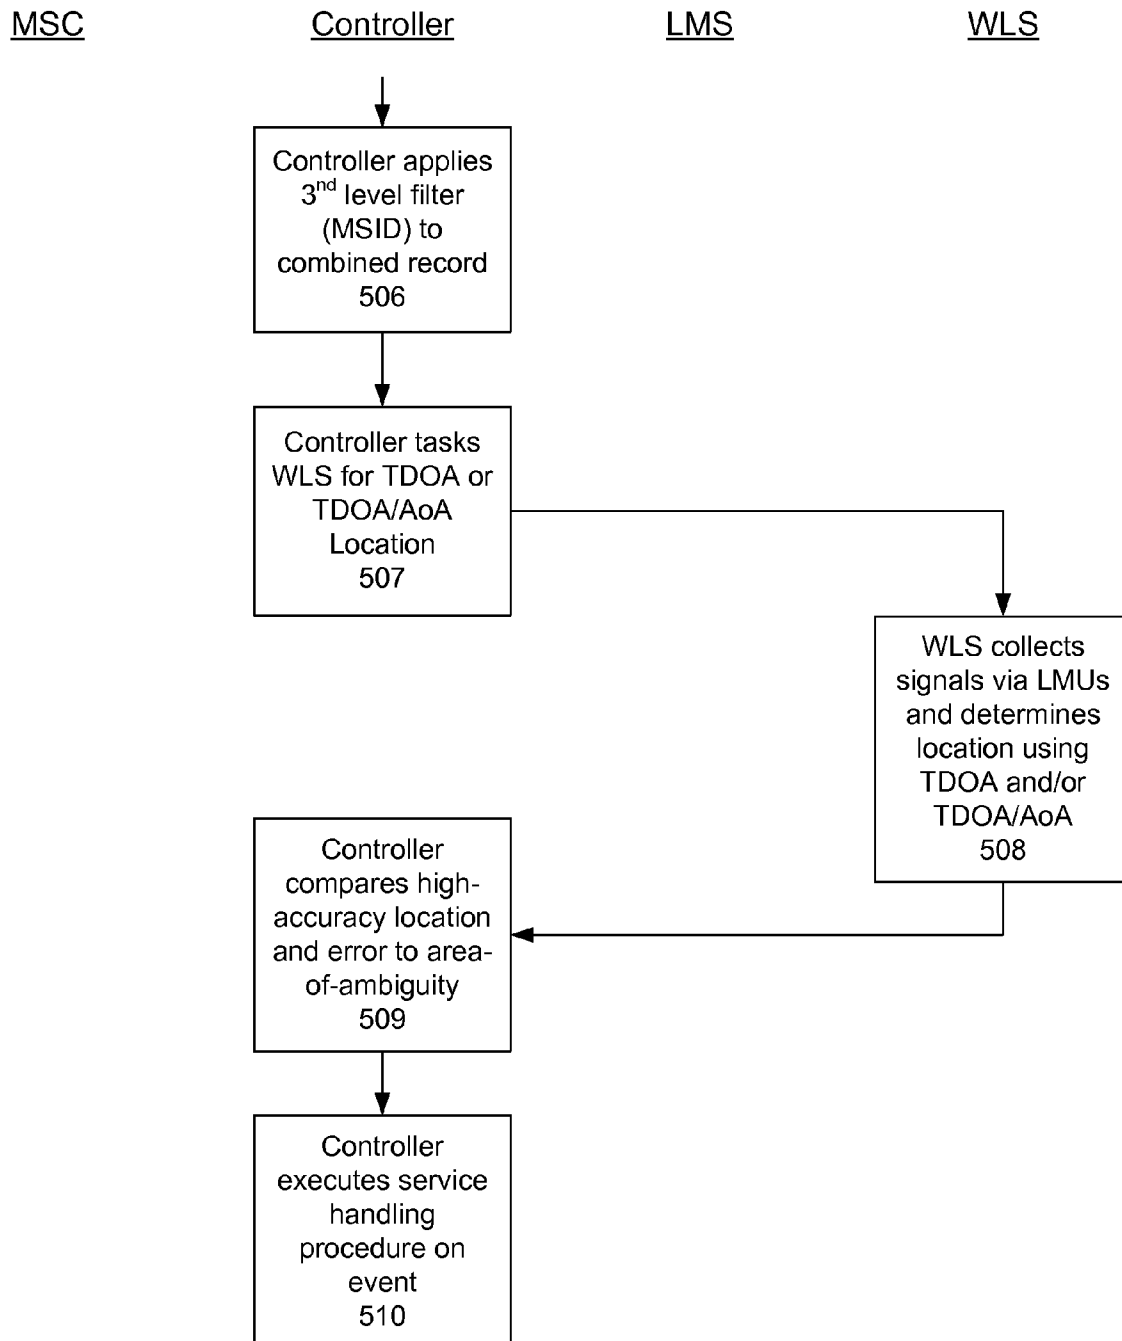 MSC Controller LMS WLS
Controller applies
3nd level filter
(MSID) to
combined record
506
Controller tasks
WLS for TDOA or
TDOA/AoA
Location
507
WLS collects
signals via LMUs
and determines
location using
TDOA and/or
TDOA/AoA
508
Controller
compares high-
accuracy location
and error to area-
of-ambiguity
509
Controller
executes service
handling
procedure on
event
510